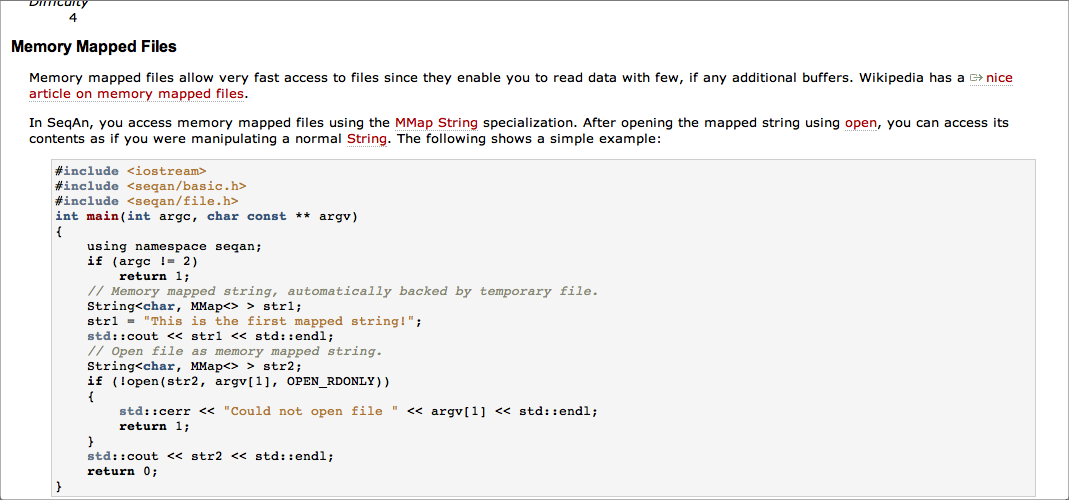 Difficulty
4
Memory Mapped Files
Memory mapped files allow very fast access to files since they enable you to read data with few, if any additional buffers. Wikipedia has a nice
article on memory mapped files.
In SeqAn, you access memory mapped files using the MMap String specialization. After opening the mapped string using open, you can access its
contents as if you were manipulating a normal String. The following shows a simple example:
#include <iostream>
#include <seqan/basic.h>
#include <seqan/file.h>
int main(int argc, char const ** argv)
{
    using namespace seqan;
    if (argc != 2)
        return 1;
    // Memory mapped string, automatically backed by temporary file.
    String<char, MMap<> > str1;
    str1 = "This is the first mapped string!";
    std::cout << str1 << std::endl;
    // Open file as memory mapped string.
    String<char, MMap<> > str2;
    if (!open(str2, argv[1], OPEN_RDONLY))
    {
        std::cerr << "Could not open file " << argv[1] << std::endl;
        return 1;
    }
    std::cout << str2 << std::endl;
    return 0;
}